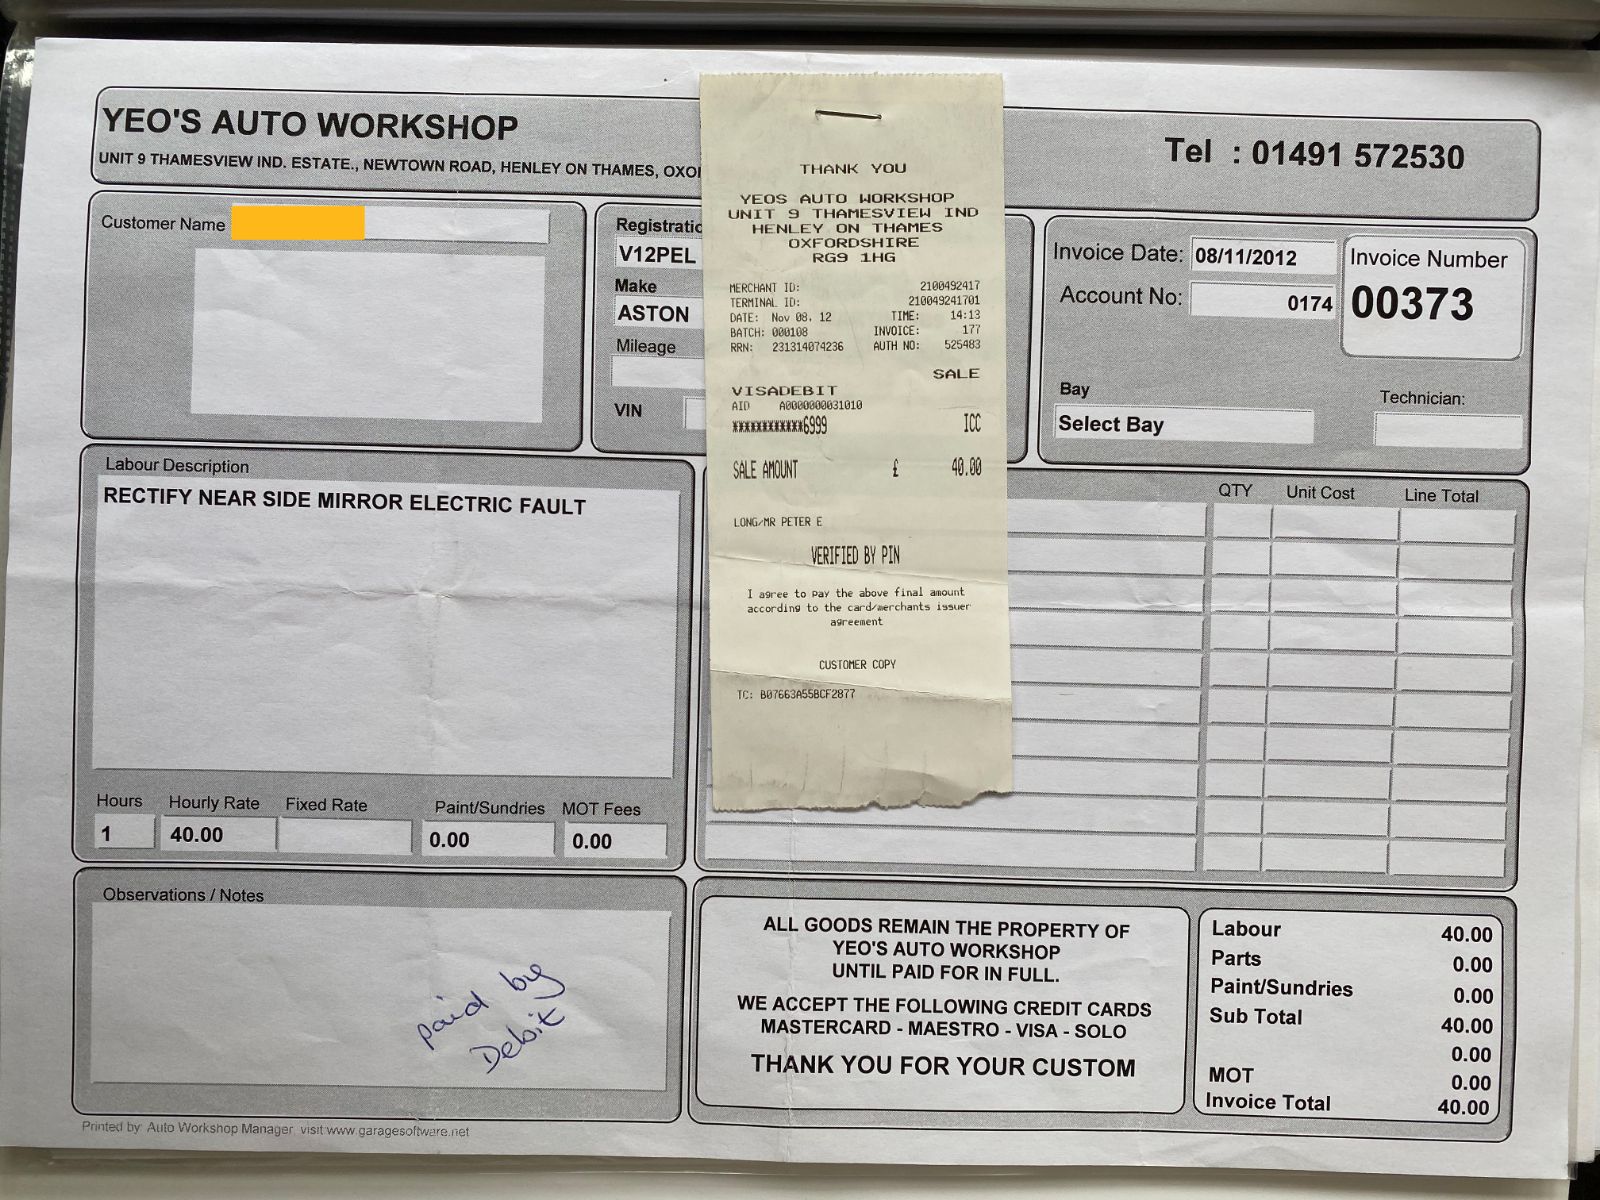 YEO'S AUTO WORKSHOP
UNIT 9 THAMESVIEW IND. ESTATE., NEWTOWN ROAD, HENLEY ON THAMES,
Tel : 01491 572530
Customer Name
Registratio
V12PEL
Make
ASTON
Mileage
VIN
THANK YOU
YEOS AUTO WORKSHOP
UNIT 9 THAMESVIEW IND
HENLEY ON THAMES
OXFORDSHIRE
RG9 1HG
MERCHANT ID: 2100492417
TERMINAL ID: 210049241701
DATE: Nov 08, 12 TIME: 14:13
BATCH: 000108 INVOICE: 177
RRN: 231314074236 AUTH NO: 525483
SALE
VISADEBIT
AID A0000000031010
************6999 ICC
SALE AMOUNT £ 40.00
LONG/MR PETER E
VERIFIED BY PIN
I agree to pay the above final amount
according to the card/merchants issuer
agreement
CUSTOMER COPY
TC: B07663A55BCF2877
Invoice Date: 08/11/2012
Account No: 0174
Invoice Number
00373
Bay
Select Bay
Technician:
Labour Description
RECTIFY NEAR SIDE MIRROR ELECTRIC FAULT
Hours Hourly Rate Fixed Rate Paint/Sundries MOT Fees
1 40.00 0.00 0.00
QTY Unit Cost Line Total
Observations / Notes
paid by
Debit
ALL GOODS REMAIN THE PROPERTY OF
YEO'S AUTO WORKSHOP
UNTIL PAID FOR IN FULL.
WE ACCEPT THE FOLLOWING CREDIT CARDS
MASTERCARD - MAESTRO - VISA - SOLO
THANK YOU FOR YOUR CUSTOM
Labour 40.00
Parts 0.00
Paint/Sundries 0.00
Sub Total 40.00
0.00
MOT 0.00
Invoice Total 40.00
Printed by: Auto Workshop Manager visit www.garagesoftware.net